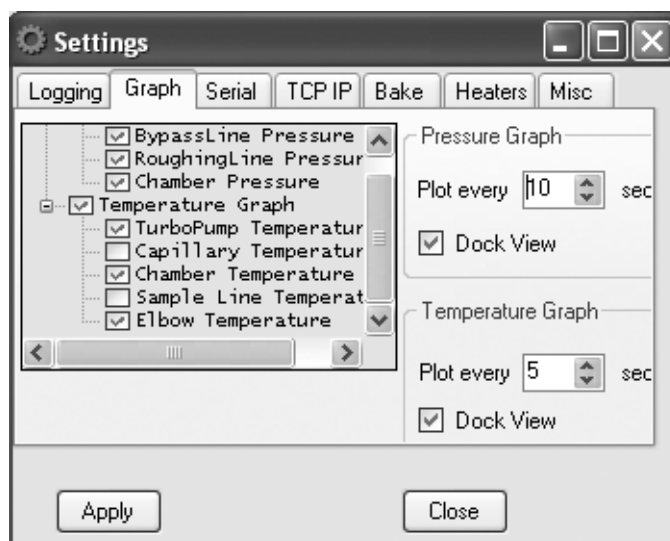 Settings
Logging Graph Serial TCP IP Bake Heaters Misc
BypassLine Pressure
RoughingLine Pressur
Chamber Pressure
Temperature Graph
TurboPump Temperatur
Capillary Temperatur
Chamber Temperature
Sample Line Temperat
Elbow Temperature
Pressure Graph
Plot every 10 sec
Dock View
Temperature Graph
Plot every 5 sec
Dock View
Apply Close